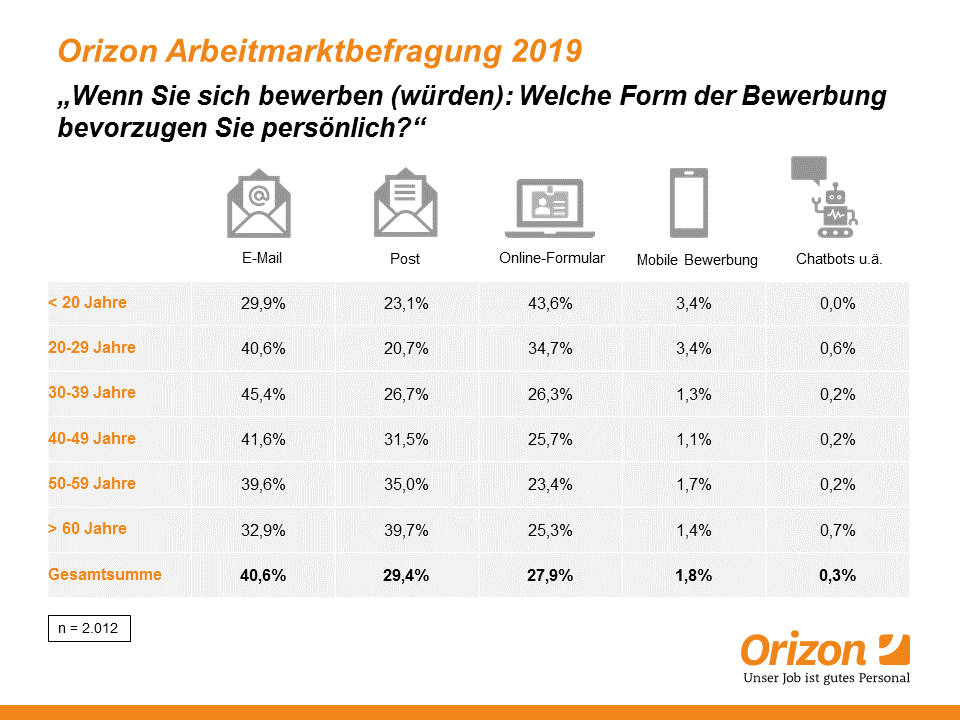 Orizon Arbeitmarktbefragung 2019
„Wenn Sie sich bewerben (würden): Welche Form der Bewerbung
bevorzugen Sie persönlich?“
@
E-Mail Post Online-Formular Mobile Bewerbung Chatbots u.ä.
< 20 Jahre 29,9% 23,1% 43,6% 3,4% 0,0%
20-29 Jahre 40,6% 20,7% 34,7% 3,4% 0,6%
30-39 Jahre 45,4% 26,7% 26,3% 1,3% 0,2%
40-49 Jahre 41,6% 31,5% 25,7% 1,1% 0,2%
50-59 Jahre 39,6% 35,0% 23,4% 1,7% 0,2%
> 60 Jahre 32,9% 39,7% 25,3% 1,4% 0,7%
Gesamtsumme 40,6% 29,4% 27,9% 1,8% 0,3%
n = 2.012
Orizon
Unser Job ist gutes Personal